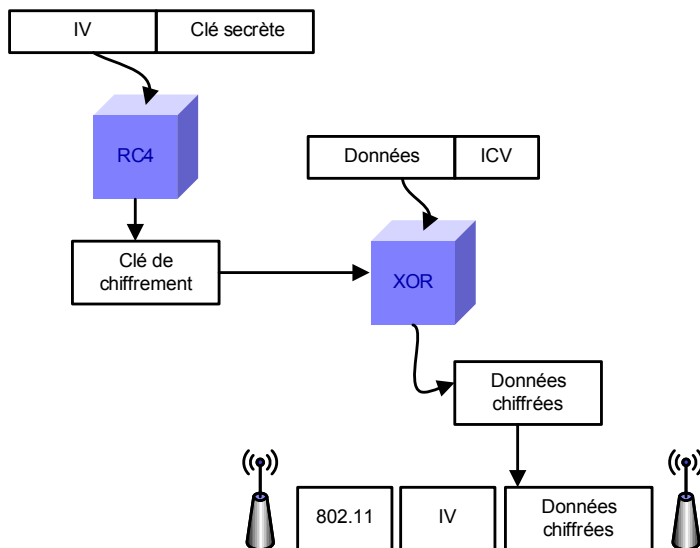 IV
Clé secrète
RC4
Données
ICV
Clé de
chiffrement
XOR
Données
chiffrées
802.11
IV
Données
chiffrées